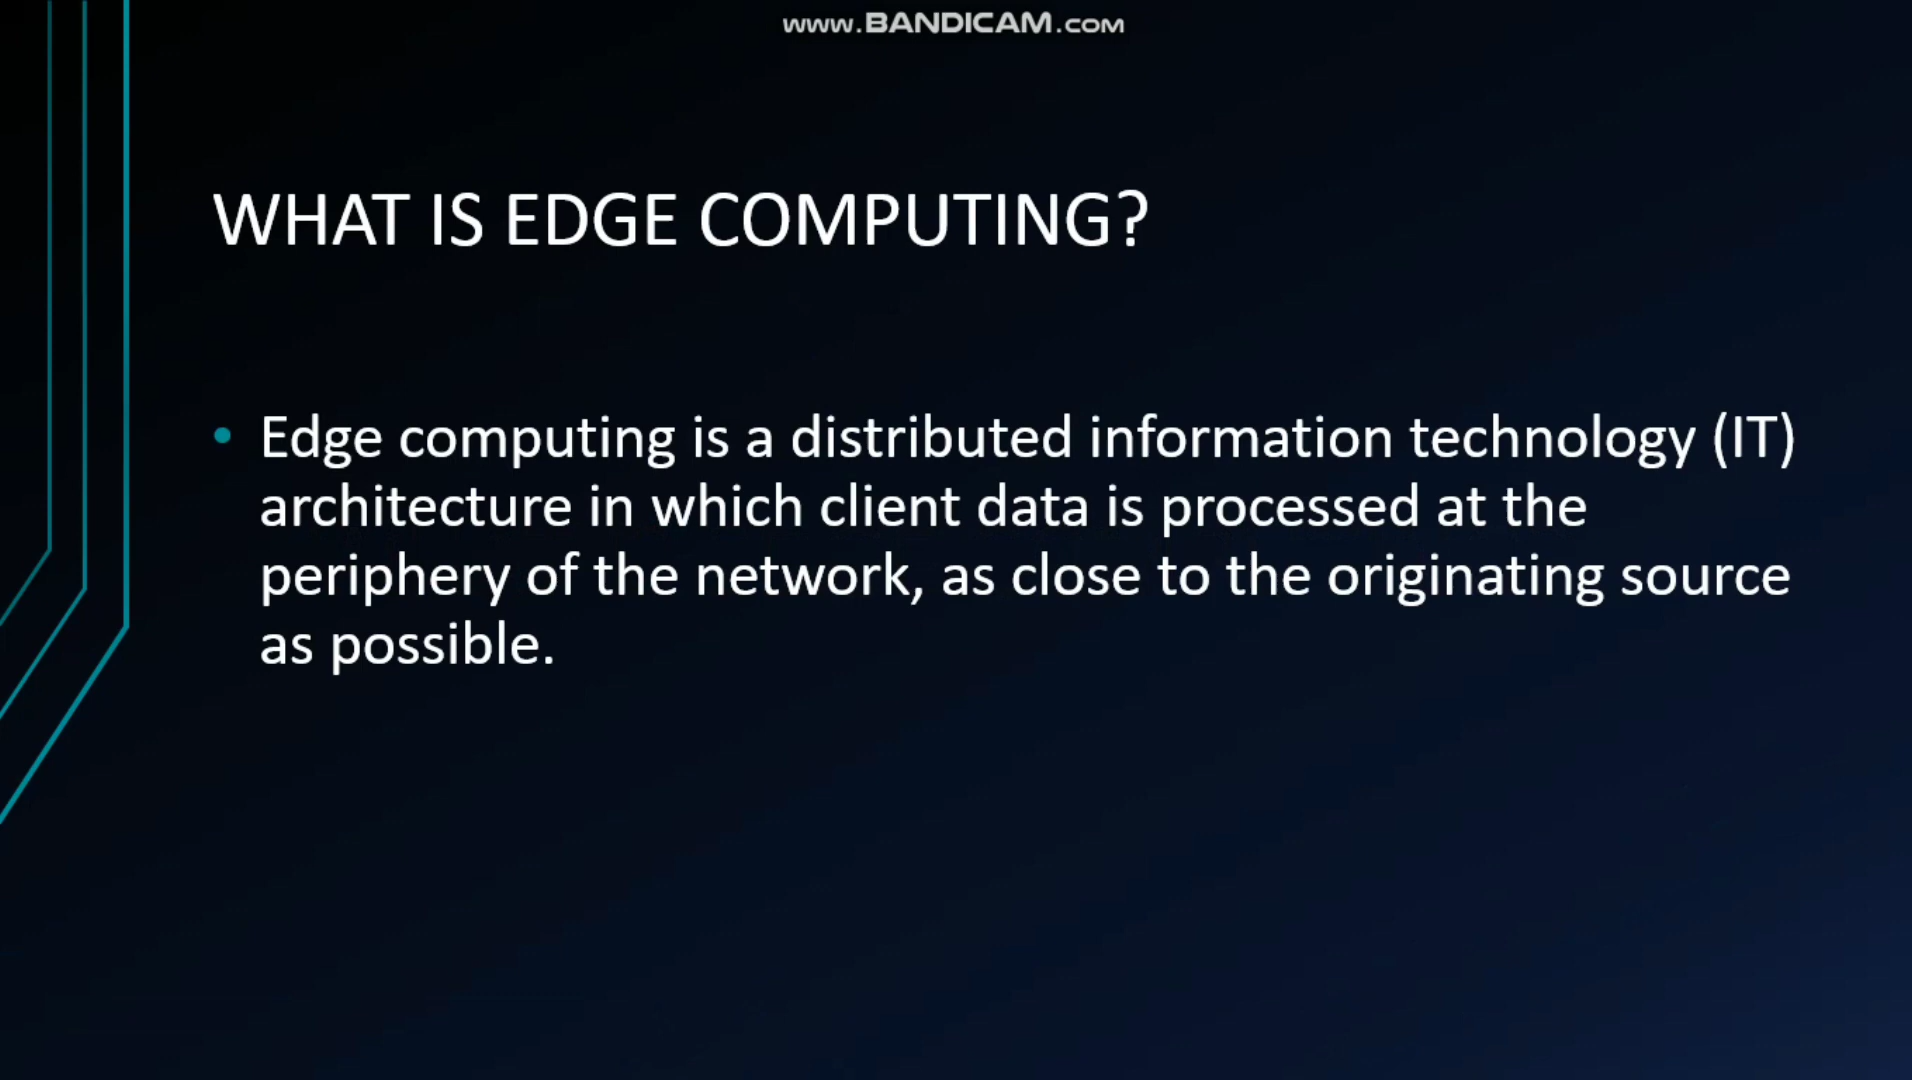 www.BANDICAM.com
WHAT IS EDGE COMPUTING?
• Edge computing is a distributed information technology (IT)
architecture in which client data is processed at the
periphery of the network, as close to the originating source
as possible.